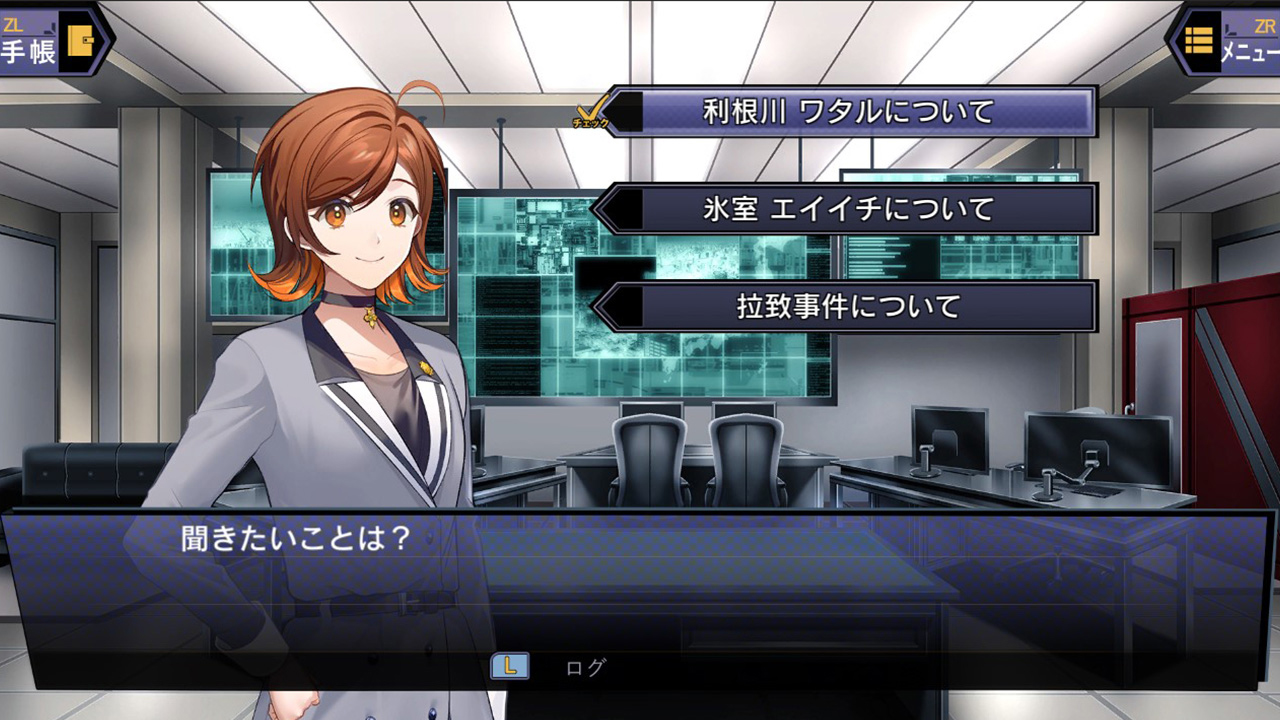 ZL
手帳
ZR
メニュー
チェック
利根川 ワタルについて
氷室 エイイチについて
拉致事件について
聞きたいことは？
L ログ